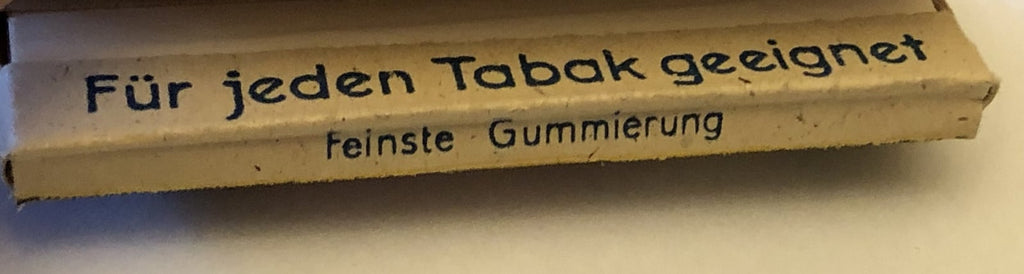 Für jeden Tabak geeignet
Feinste Gummierung